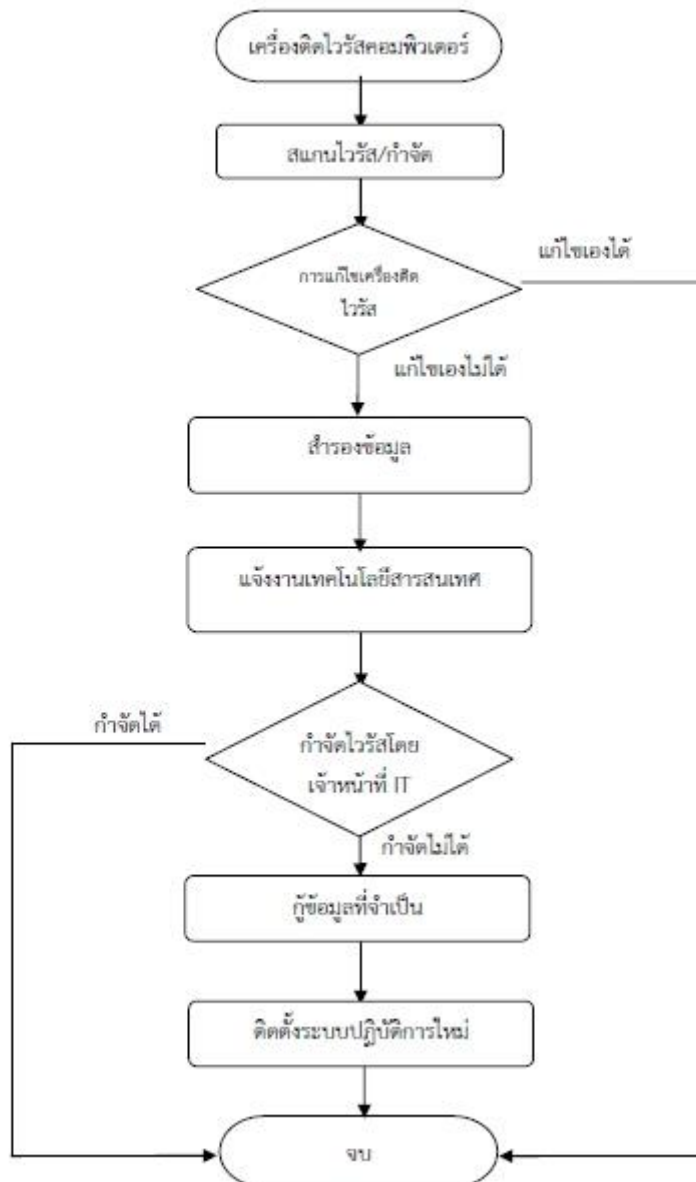 เครื่องติดไวรัสคอมพิวเตอร์
สแกนไวรัส/กำจัด
แก้ไขเองได้
การแก้ไขเครื่องติด
ไวรัส
แก้ไขเองไม่ได้
สำรองข้อมูล
แจ้งงานเทคโนโลยีสารสนเทศ
กำจัดได้
กำจัดไวรัสโดย
เจ้าหน้าที่ IT
กำจัดไม่ได้
กู้ข้อมูลที่จำเป็น
ติดตั้งระบบปฏิบัติการใหม่
จบ